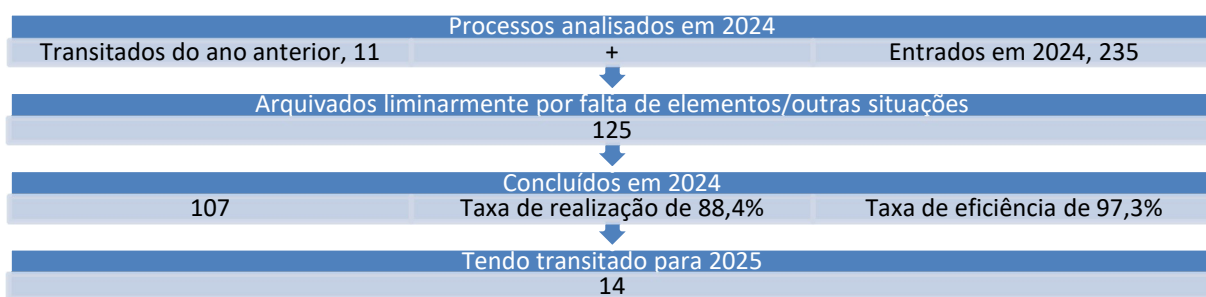 Processos analisados em 2024
Transitados do ano anterior, 11 + Entrados em 2024, 235
Arquivados liminarmente por falta de elementos/outras situações
125
Concluídos em 2024
107 Taxa de realização de 88,4% Taxa de eficiência de 97,3%
Tendo transitado para 2025
14